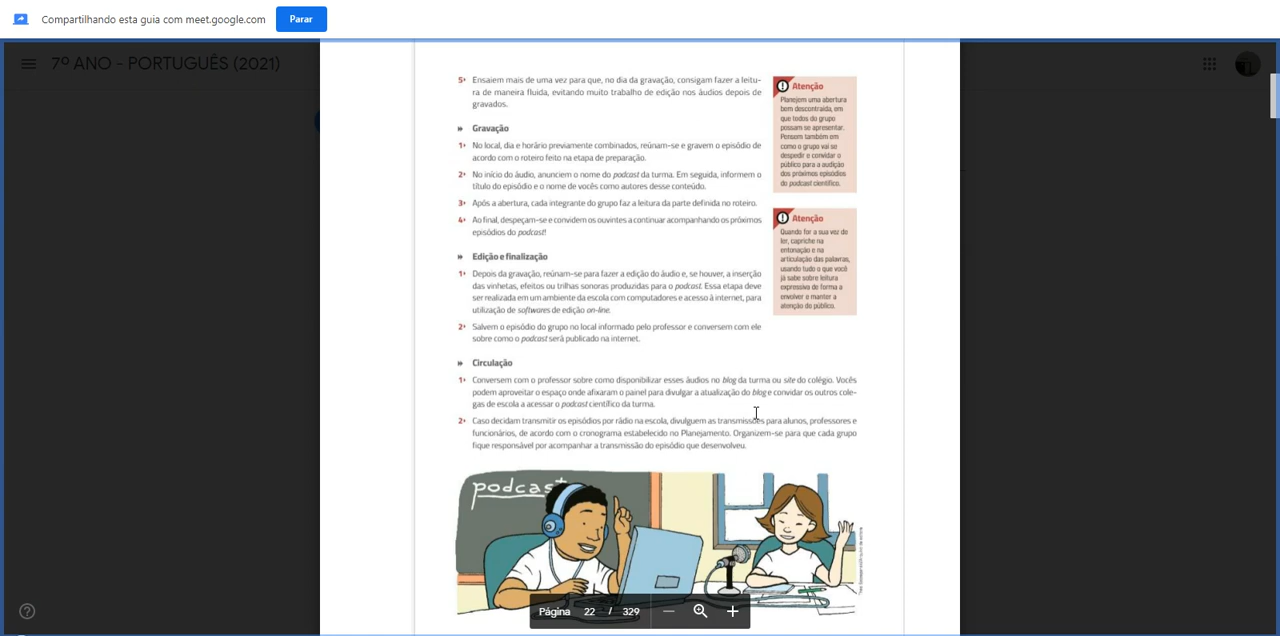 Compartilhando esta guia com meet.google.com
Parar
7º ANO - PORTUGUÊS (2021)
5 Ensaiem mais de uma vez para que, no dia da gravação, consigam fazer a leitu-
ra de maneira fluida, evitando muito trabalho de edição nos áudios depois de
gravados.
Gravação
1 No local, dia e horário previamente combinados, reúnam-se e gravem o episódio de
acordo com o roteiro feito na etapa de preparação.
2 No início do áudio, anunciem o nome do podcast da turma. Em seguida, informem o
título do episódio e o nome de vocês como autores desse conteúdo.
3 Após a abertura, cada integrante do grupo faz a leitura da parte definida no roteiro.
4 Ao final, despeçam-se e convidem os ouvintes a continuar acompanhando os próximos
episódios do podcast!
Edição e finalização
1 Depois da gravação, reúnam-se para fazer a edição do áudio e, se houver, a inserção
das vinhetas, efeitos ou trilhas sonoras produzidas para o podcast. Essa etapa deve
ser realizada em um ambiente da escola com computadores e acesso à internet, para
utilização de softwares de edição on-line.
2 Salvem o episódio do grupo no local informado pelo professor e conversem com ele
sobre como o podcast será publicado na internet.
Circulação
1 Conversem com o professor sobre como disponibilizar esses áudios no blog da turma ou site do colégio. Vocês
podem aproveitar o espaço onde afixaram o painel para divulgar a atualização do blog e convidar os outros cole-
gas de escola a acessar o podcast científico da turma.
2 Caso decidam transmitir os episódios por rádio na escola, divulguem as transmissões para alunos, professores e
funcionários, de acordo com o cronograma estabelecido no Planejamento. Organizem-se para que cada grupo
fique responsável por acompanhar a transmissão do episódio que desenvolveu.
Atenção
Planejem uma abertura
bem descontraída, em
que todos do grupo
possam se apresentar.
Pensem também em
como o grupo vai se
despedir e convidar o
público para a audição
dos próximos episódios
do podcast científico.
Atenção
Quando for a sua vez de
ler, capriche na
entonação e na
articulação das palavras,
usando tudo o que você
já sabe sobre leitura
expressiva de forma a
envolver e manter a
atenção do público.
podcast
Página 22 / 329